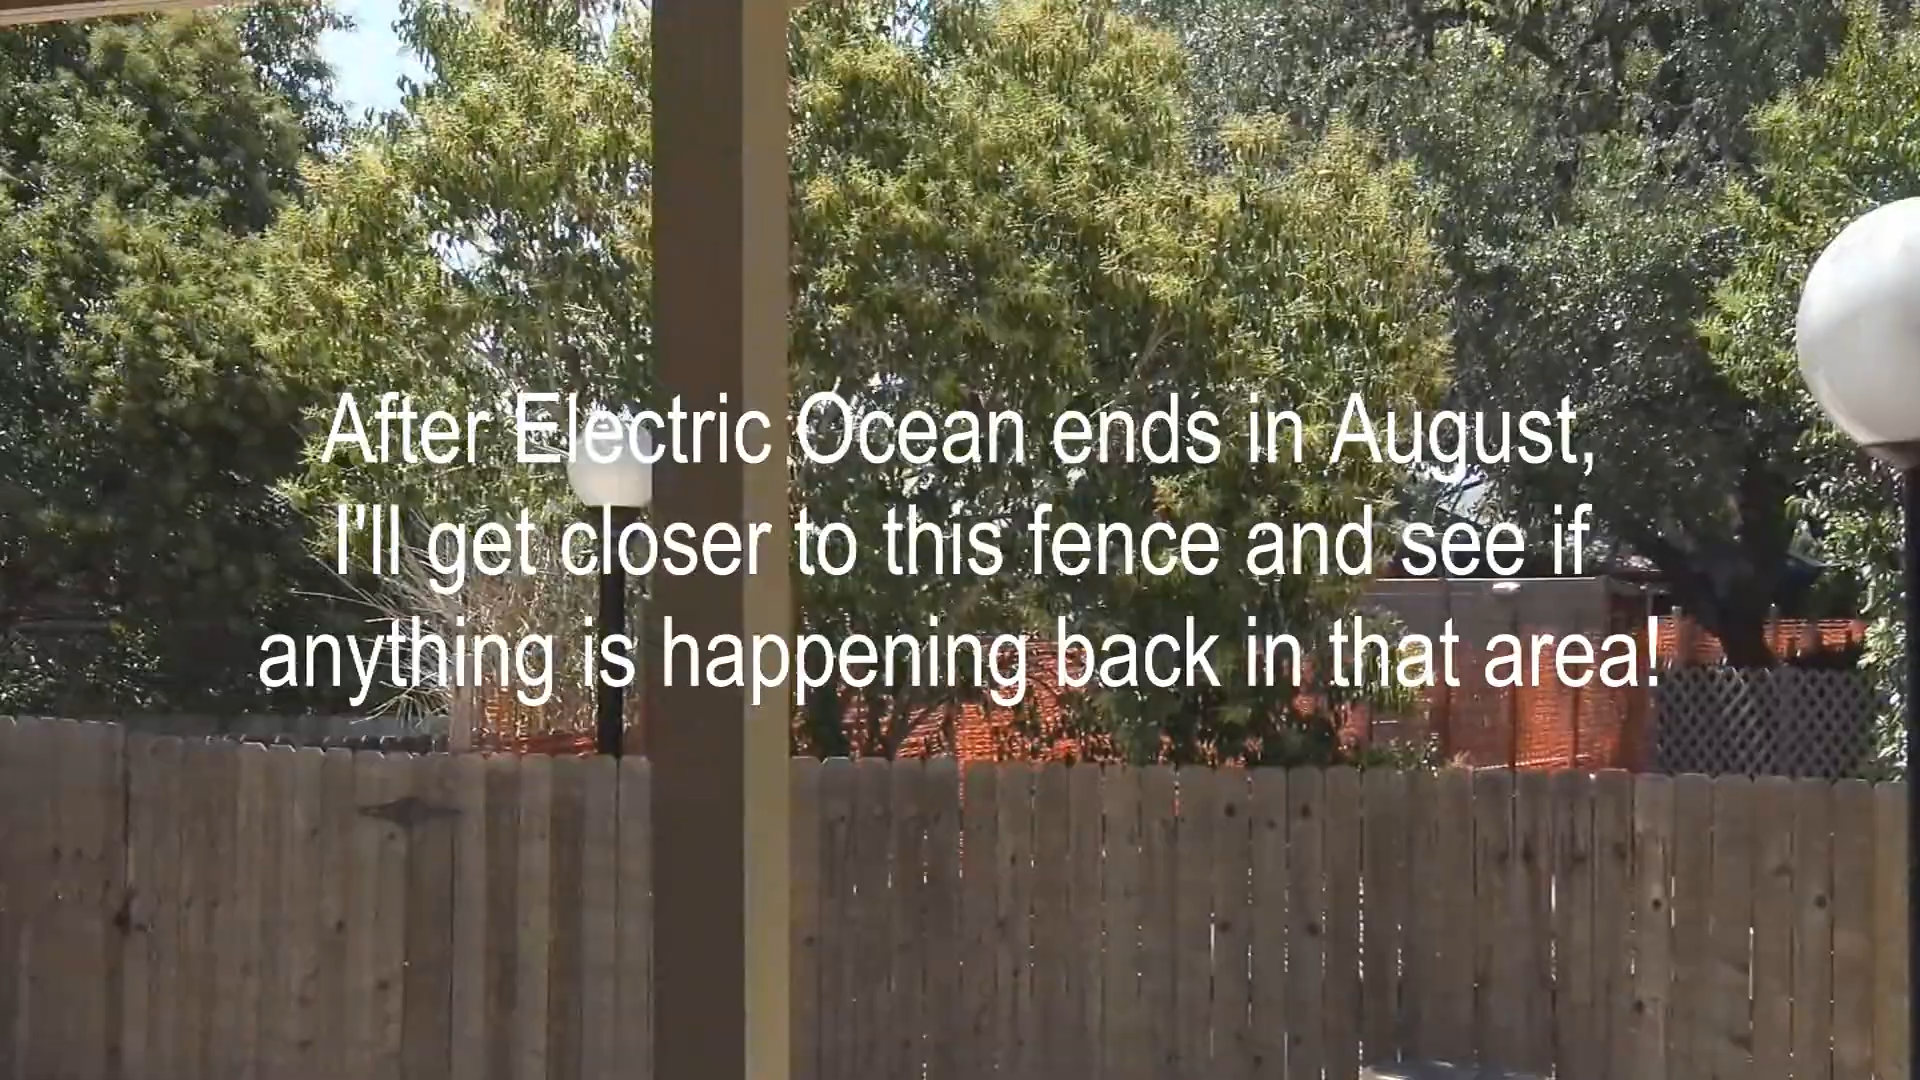 After Electric Ocean ends in August,
I'll get closer to this fence and see if
anything is happening back in that area!